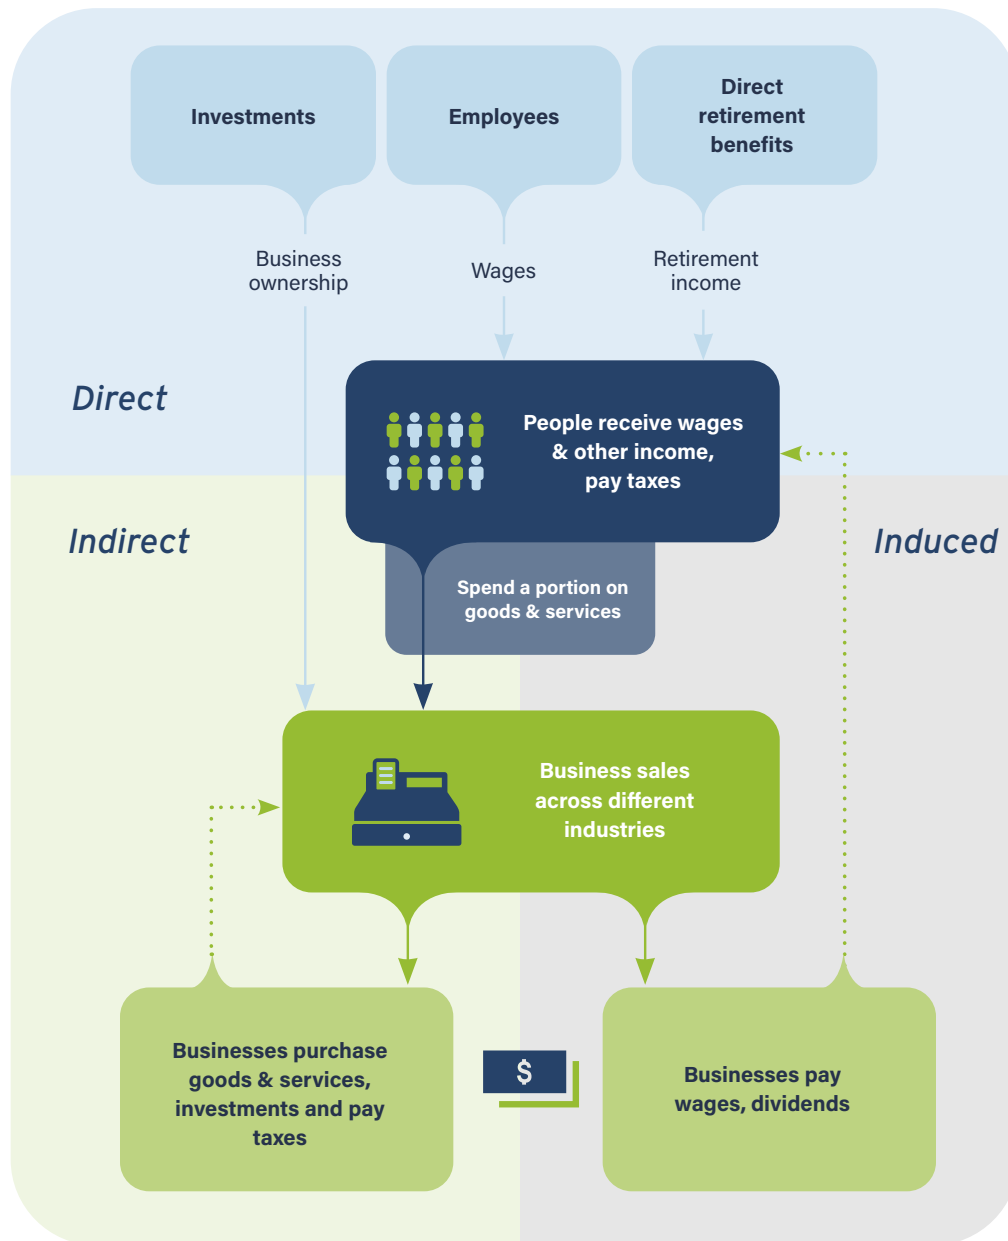 Investments
Employees
Direct
retirement
benefits
Business
ownership
Wages
Retirement
income
Direct
People receive wages
& other income,
pay taxes
Indirect
Induced
Spend a portion on
goods & services
Business sales
across different
industries
Businesses purchase
goods & services,
investments and pay
taxes
$
Businesses pay
wages, dividends